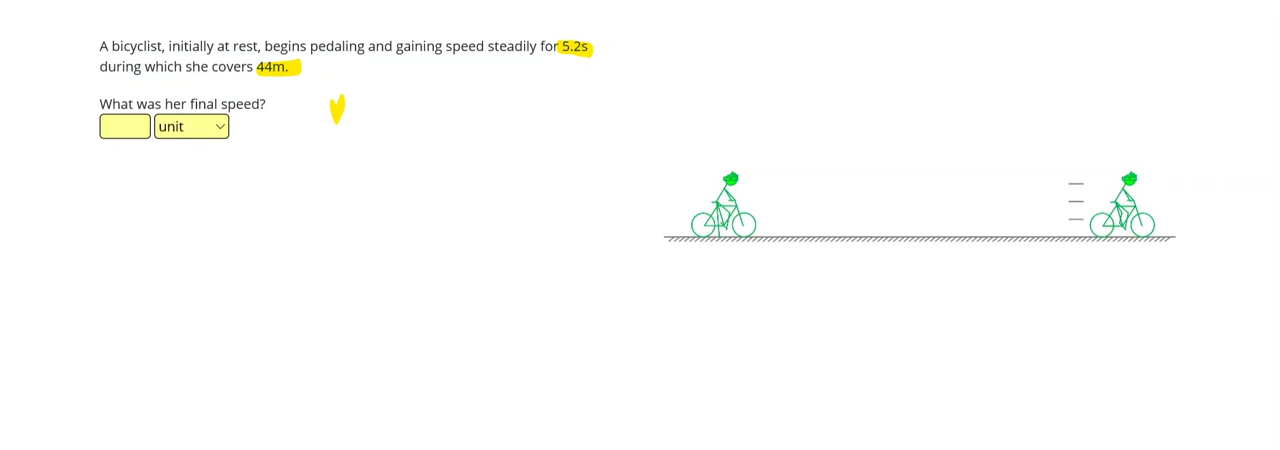 A bicyclist, initially at rest, begins pedaling and gaining speed steadily for 5.2s
during which she covers 44m.
What was her final speed?
unit